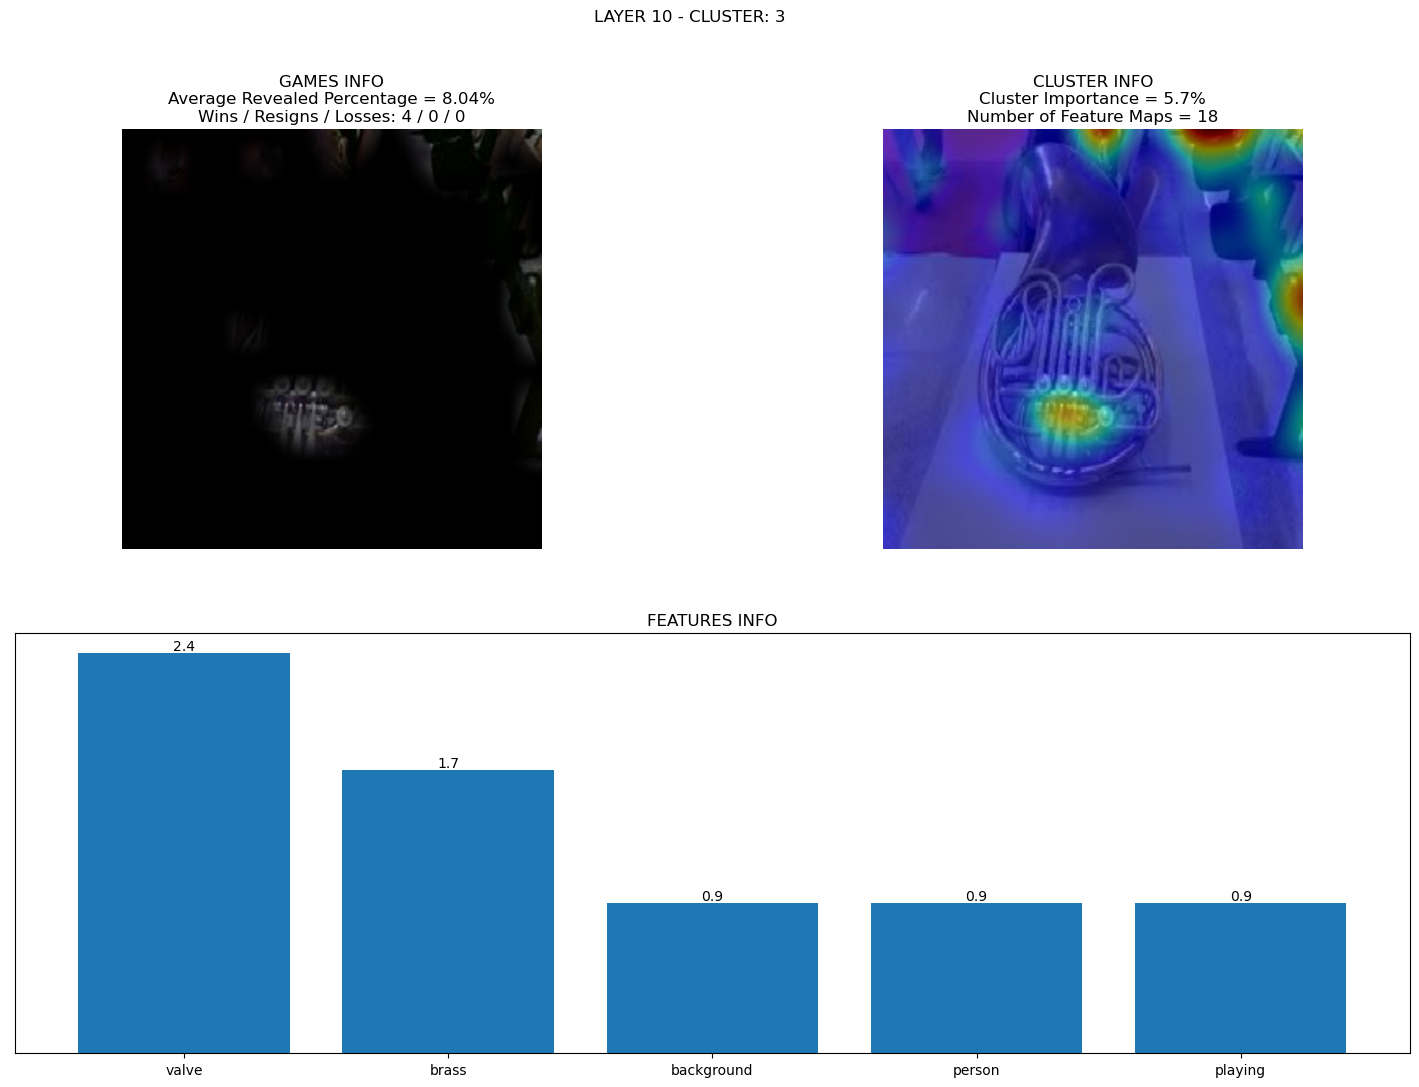 LAYER 10 - CLUSTER: 3
GAMES INFO
Average Revealed Percentage = 8.04%
Wins / Resigns / Losses: 4 / 0 / 0
CLUSTER INFO
Cluster Importance = 5.7%
Number of Feature Maps = 18
FEATURES INFO
2.4
1.7
0.9
0.9
0.9
valve
brass
background
person
playing